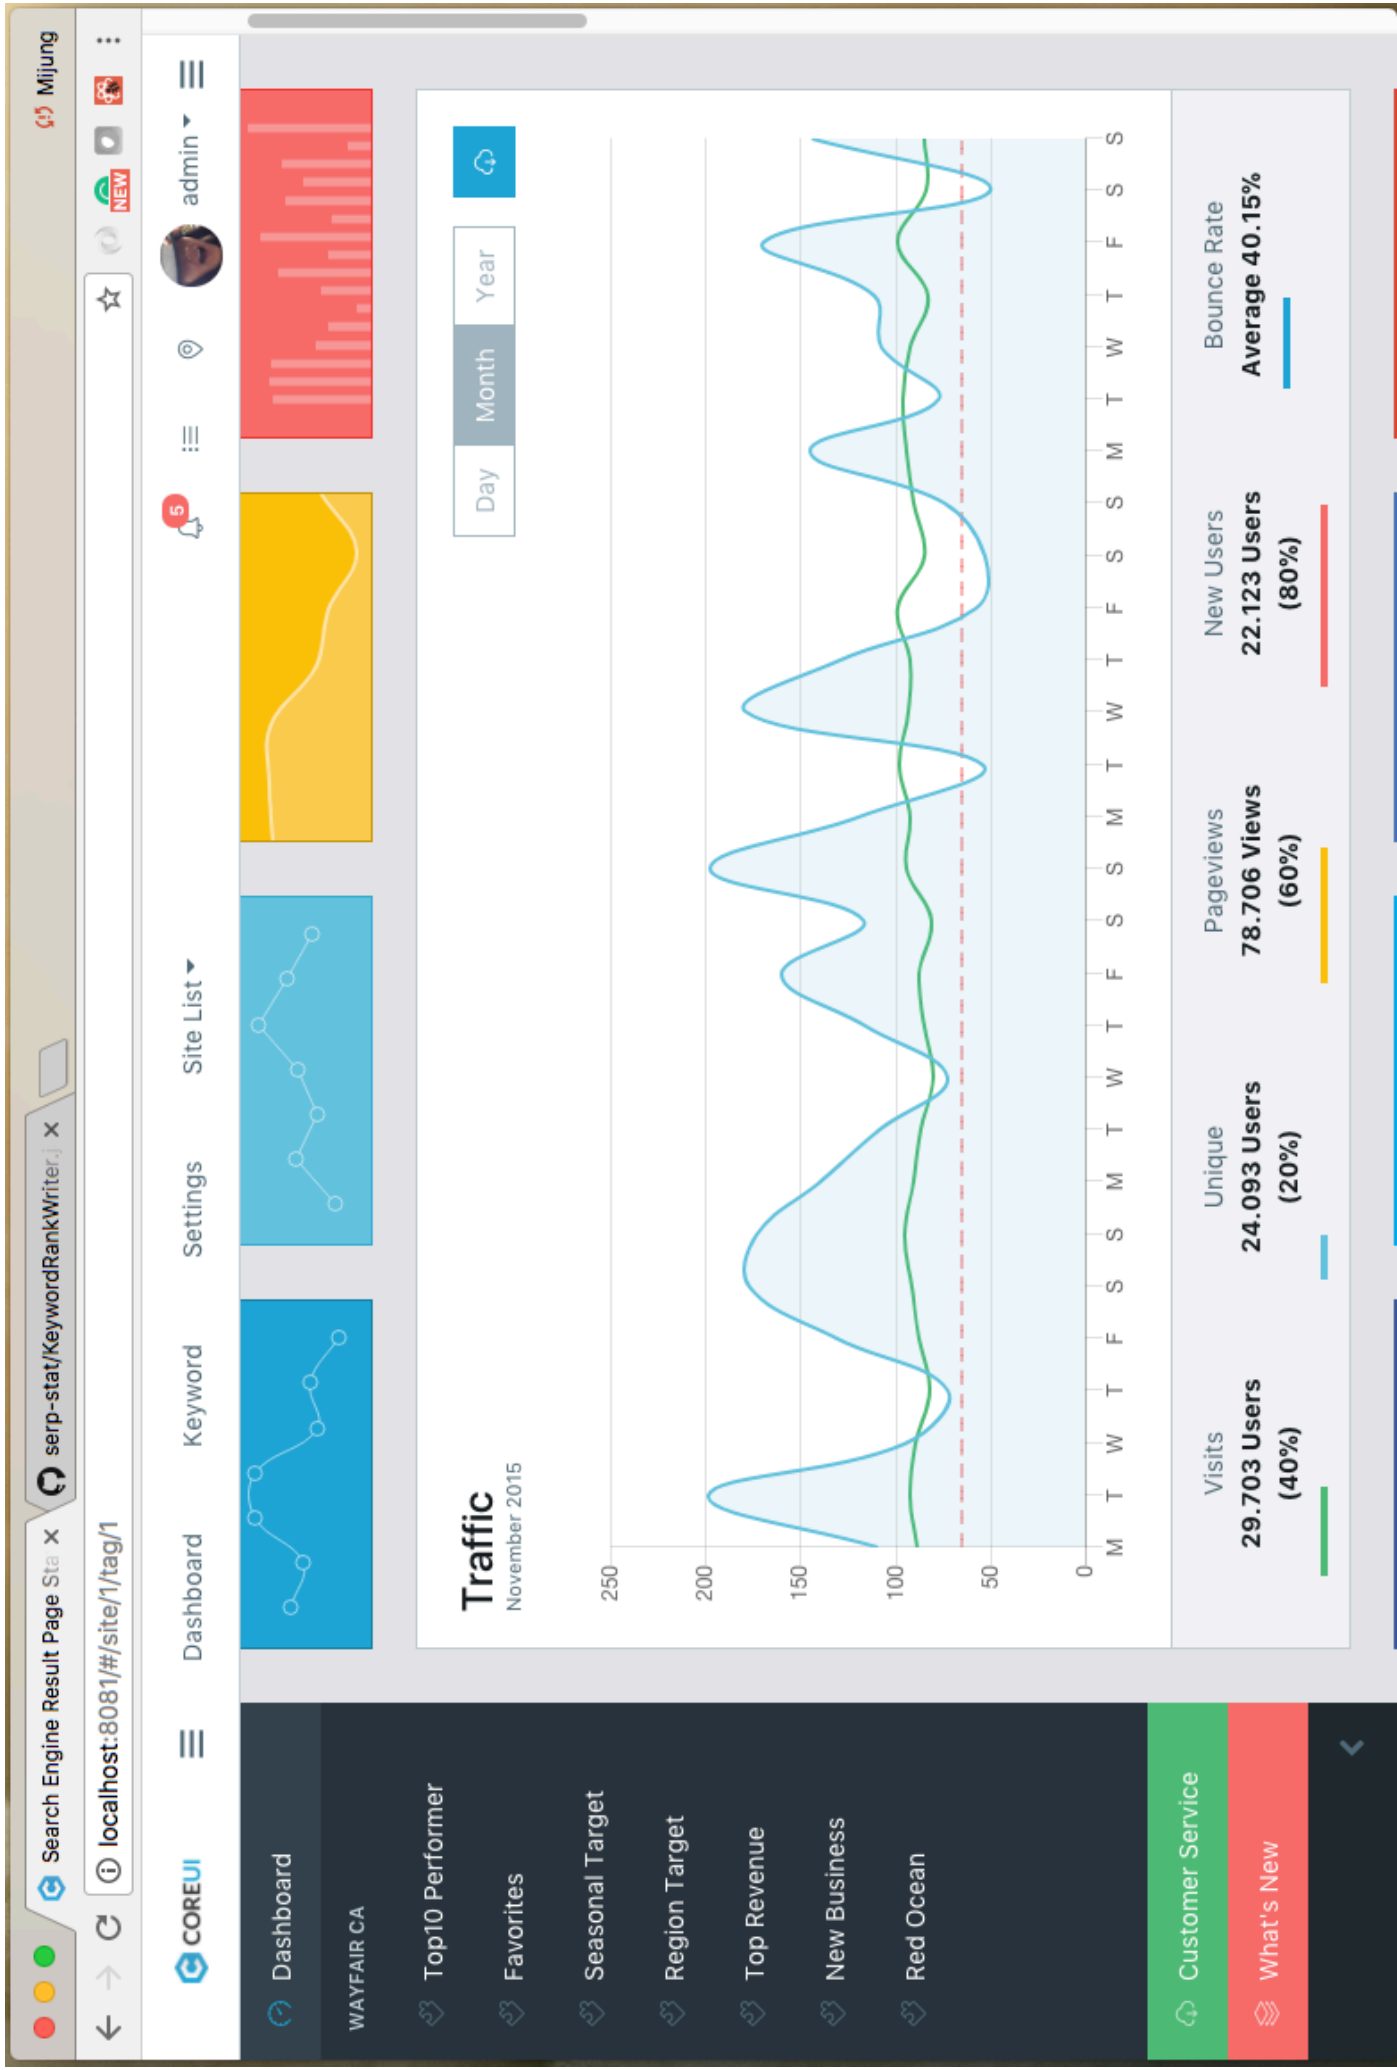 Mijung
Search Engine Result Page Sta
serp-stat/KeywordRankWriter.j
localhost:8081/#/site/1/tag/1
NEW
COREUI
Dashboard
Keyword
Settings
Site List
5
admin
Dashboard
WAYFAIR CA
Top10 Performer
Favorites
Seasonal Target
Region Target
Top Revenue
New Business
Red Ocean
Customer Service
What's New
Traffic
November 2015
Day Month Year
250
200
150
100
50
0
M T W T F S S M T W T F S S M T W T F S S M T W T F S S
Visits
29.703 Users
(40%)
Unique
24.093 Users
(20%)
Pageviews
78.706 Views
(60%)
New Users
22.123 Users
(80%)
Bounce Rate
Average 40.15%